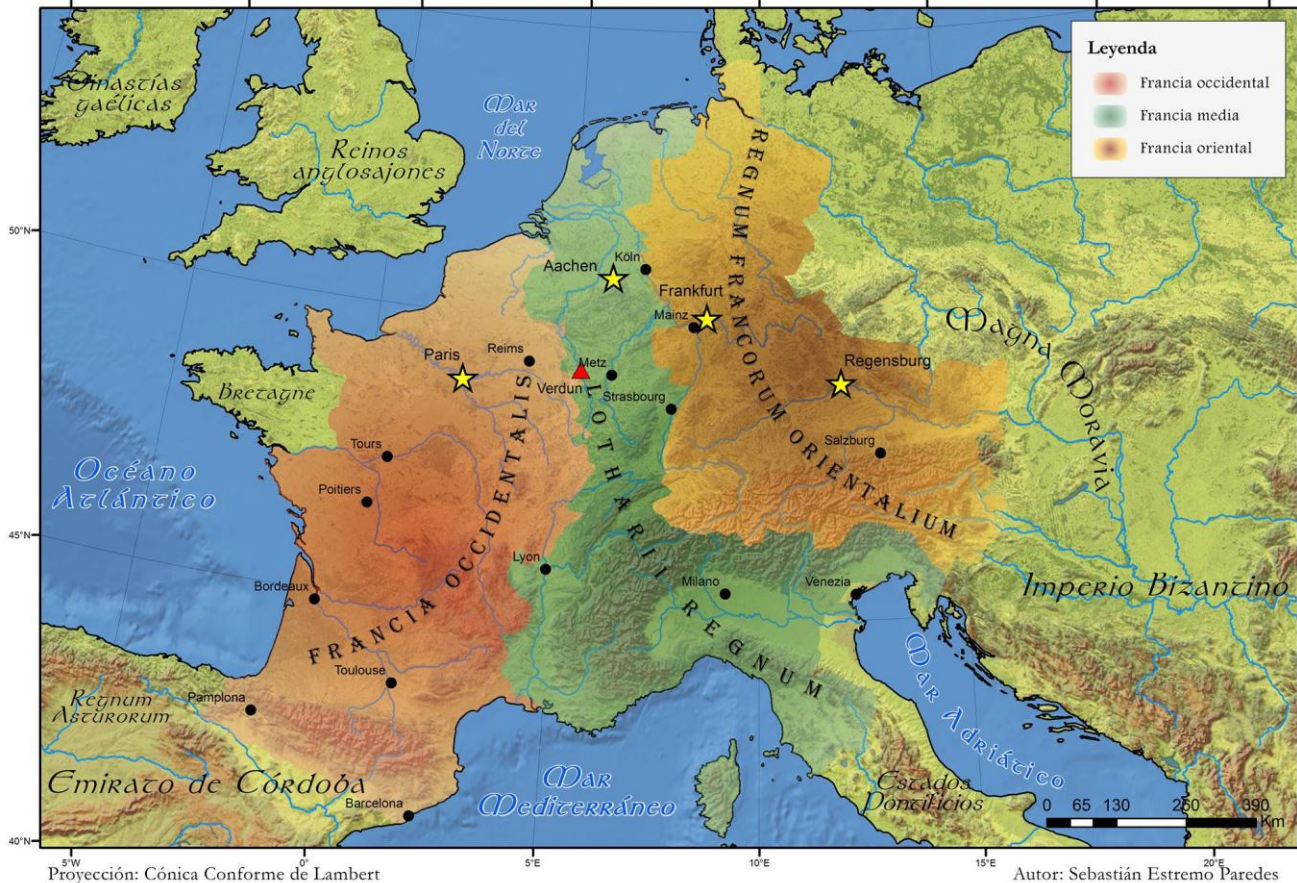 Leyenda
Francia occidental
Francia media
Francia oriental
Dinastías
gaélicas
Reinos
anglosajones
Mar
del
Norte
50°N
50°N
Aachen
Köln
Frankfurt
Mainz
REGNUM FRANCORUM ORIENTALIUM
Magna Moravia
Paris
Reims
Metz
Verdun
Strasbourg
Regensburg
Bretagne
LOTHARII REGNUM
Tours
Salzburg
Océano
Atlántico
Poitiers
FRANCIA OCCIDENTALIS
45°N
45°N
Lyon
Milano
Venezia
Bordeaux
Imperio Bizantino
Toulouse
Pamplona
Regnum
Asturorum
Mar Adriático
Emirato de Córdoba
Mar
Mediterráneo
Estados
Pontificios
Barcelona
0 65 130 260 390
Km
40°N
40°N
5°W 0° 5°E 10°E 15°E 20°E
Proyección: Cónica Conforme de Lambert
Autor: Sebastián Estremo Paredes